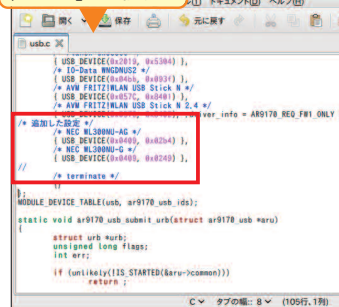 ドキュメント(D) ヘルプ(H)
開く 保存 元に戻す
usb.c
{ USB_DEVICE(0x2019, 0x5304) },
/* IO-Data WNGDNUS2 */
{ USB_DEVICE(0x04bb, 0x093f) },
/* AVM FRITZ!WLAN USB Stick N */
{ USB_DEVICE(0x057C, 0x8401) },
/* AVM FRITZ!WLAN USB Stick N 2.4 */
.driver_info = AR9170_REQ_FW1_ONLY
/* 追加した設定 */
/* NEC WL300NU-AG */
{ USB_DEVICE(0x0409, 0x02b4) },
/* NEC WL300NU-G */
{ USB_DEVICE(0x0409, 0x0249) },
//
/* terminate */
{}
};
MODULE_DEVICE_TABLE(usb, ar9170_usb_ids);
static void ar9170_usb_submit_urb(struct ar9170_usb *aru)
{
struct urb *urb;
unsigned long flags;
int err;
if (unlikely(!IS_STARTED(&aru->common)))
return ;
C タブの幅: 8 (105行, 1列)